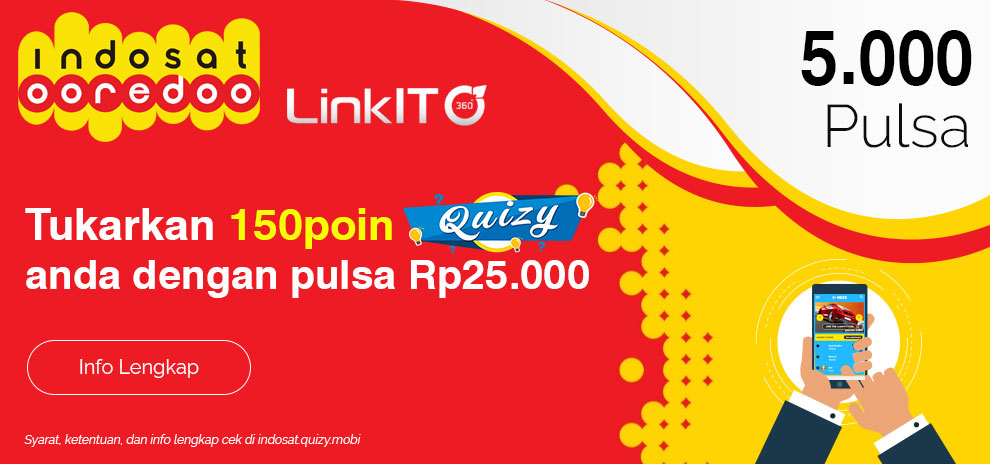 indosat
ooredoo
LinkIT 360°
5.000
Pulsa
Tukarkan 150poin Quizy
anda dengan pulsa Rp25.000
Info Lengkap
Syarat, ketentuan, dan info lengkap cek di indosat.quizy.mobi